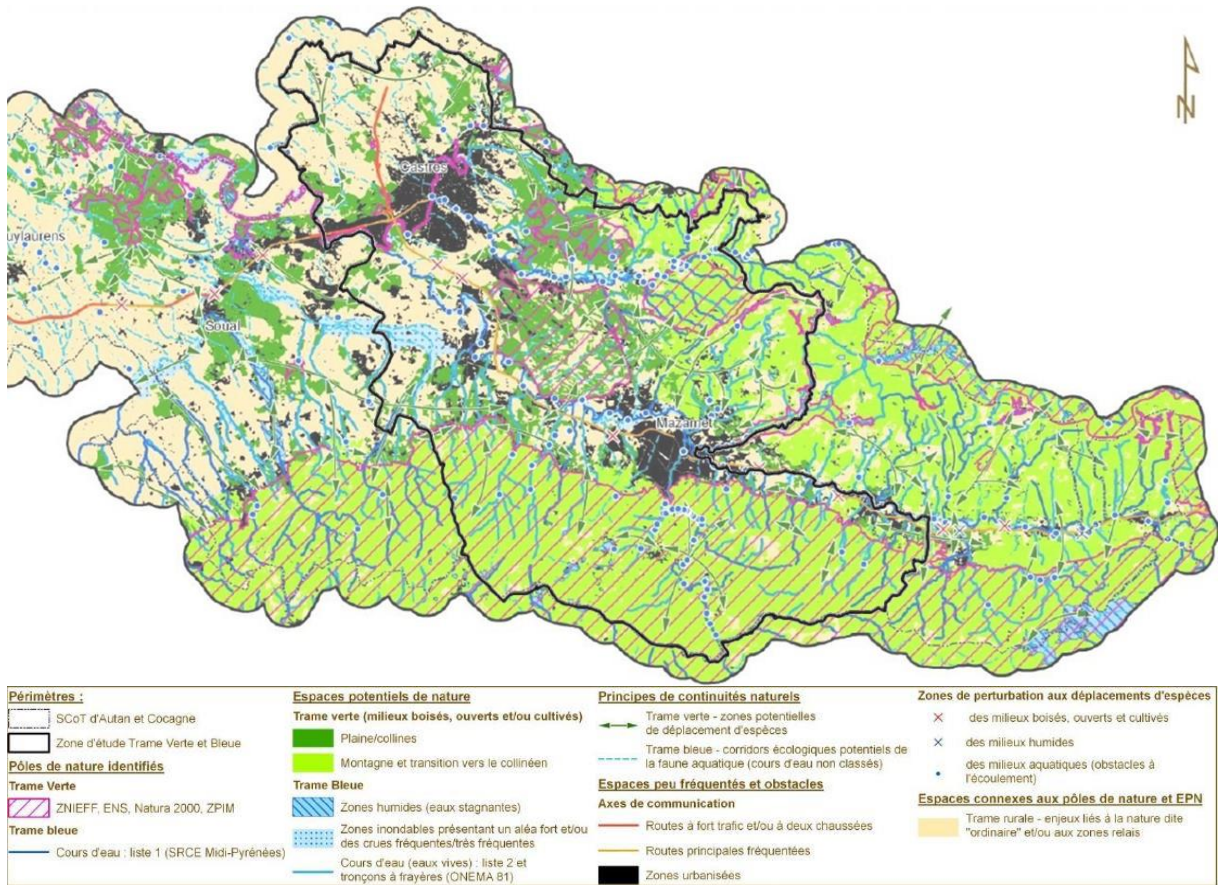 Castres
uylaurens
Soual
Mazamet
N
Périmètres :
SCoT d'Autan et Cocagne
Zone d'étude Trame Verte et Bleue
Pôles de nature identifiés
Trame Verte
ZNIEFF, ENS, Natura 2000, ZPIM
Trame bleue
Cours d'eau : liste 1 (SRCE Midi-Pyrénées)
Espaces potentiels de nature
Trame verte (milieux boisés, ouverts et/ou cultivés)
Plaine/collines
Montagne et transition vers le collinéen
Trame Bleue
Zones humides (eaux stagnantes)
Zones inondables présentant un aléa fort et/ou
des crues fréquentes/très fréquentes
Cours d'eau (eaux vives) : liste 2 et
tronçons à frayères (ONEMA 81)
Principes de continuités naturels
Trame verte - zones potentielles
de déplacement d'espèces
Trame bleue - corridors écologiques potentiels de
la faune aquatique (cours d'eau non classés)
Espaces peu fréquentés et obstacles
Axes de communication
Routes à fort trafic et/ou à deux chaussées
Routes principales fréquentées
Zones urbanisées
Zones de perturbation aux déplacements d'espèces
des milieux boisés, ouverts et cultivés
des milieux humides
des milieux aquatiques (obstacles à
l'écoulement)
Espaces connexes aux pôles de nature et EPN
Trame rurale - enjeux liés à la nature dite
"ordinaire" et/ou aux zones relais